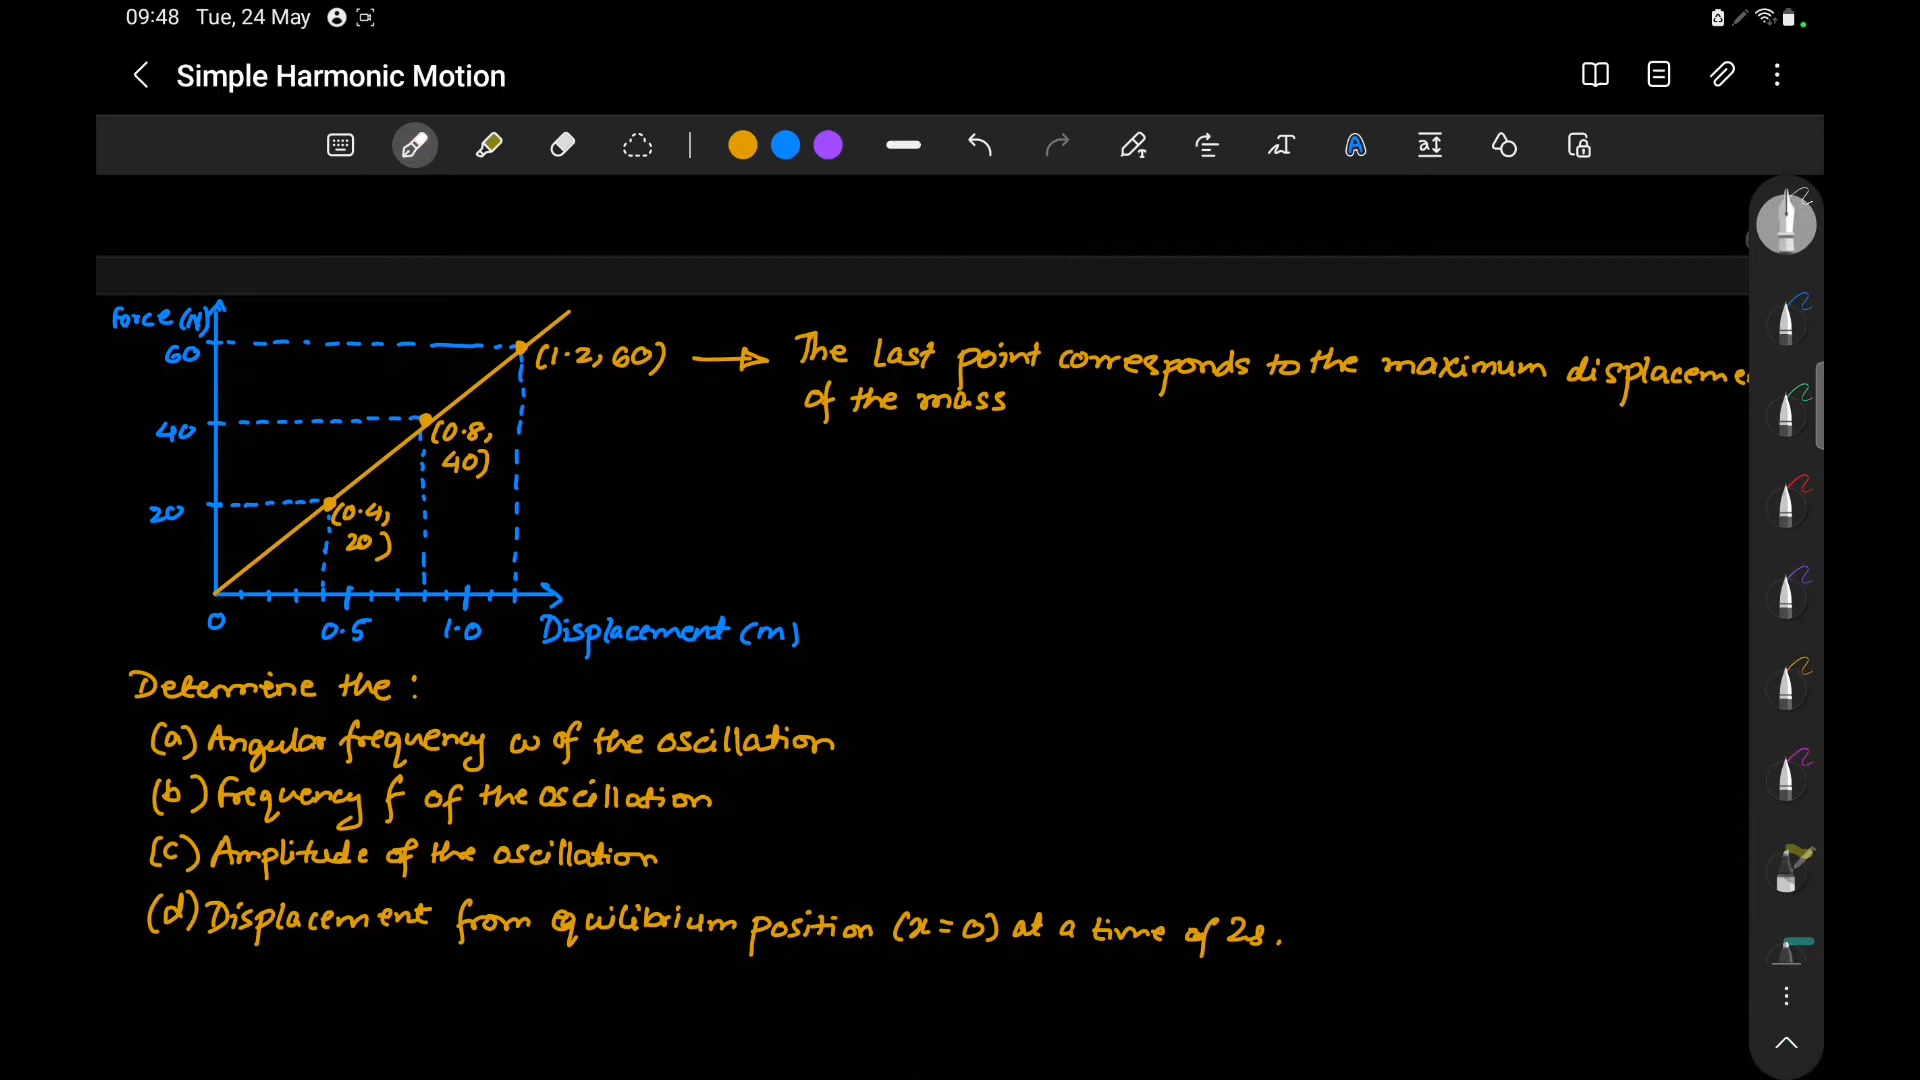 09:48 Tue, 24 May
Simple Harmonic Motion
Force (N)
60
(1.2, 60)
The Last point corresponds to the maximum displaceme
of the mass
40
(0.8,
40)
20
(0.4,
20)
0
0.5
1.0
Displacement (m)
Determine the :
(a) Angular frequency ω of the oscillation
(b) Frequency f of the oscillation
(c) Amplitude of the oscillation
(d) Displacement from equilibrium position (x = 0) at a time of 2s.